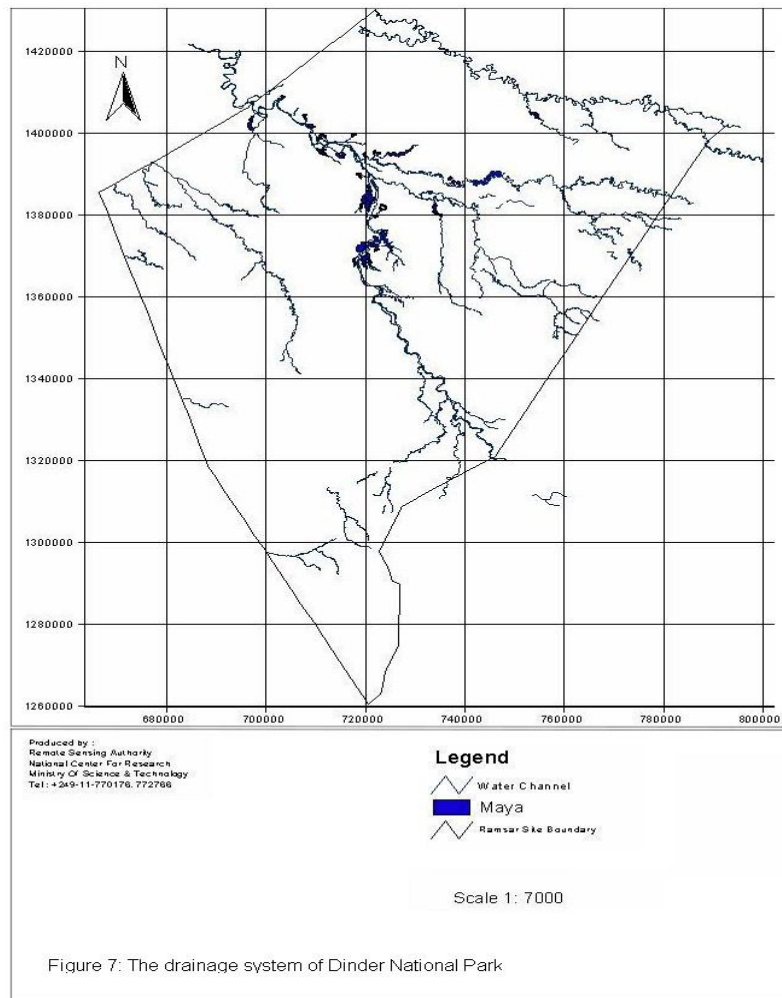 1420000
N
1400000
1380000
1360000
1340000
1320000
1300000
1280000
1260000
680000 700000 720000 740000 760000 780000 800000
Produced by :
Remote Sensing Authority
National Center For Research
Ministry Of Science & Technology
Tel : +249-11-770176. 772766
Legend
Water Channel
Maya
Ramsar Site Boundary
Scale 1: 7000
Figure 7: The drainage system of Dinder National Park